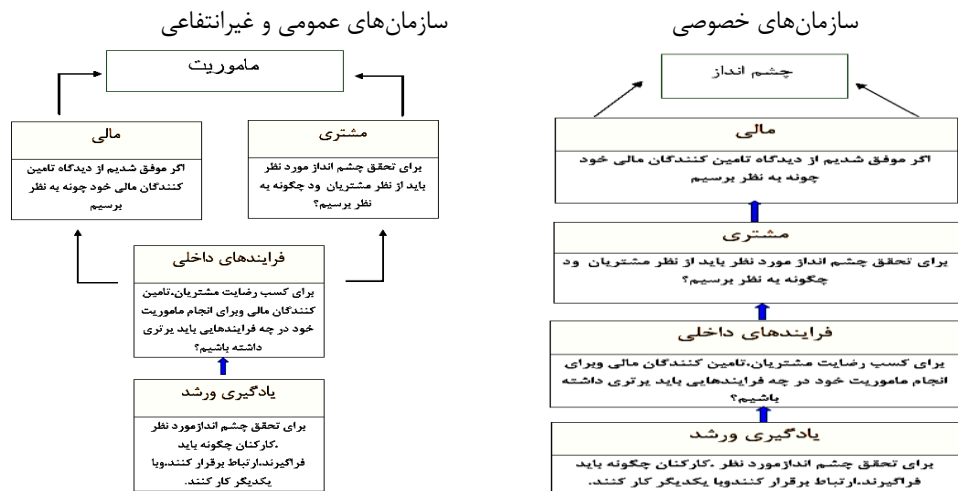 سازمان‌های خصوصی
چشم انداز
مالی
اگر موفق شدیم از دیدگاه تامین کنندگان مالی خود
چونه به نظر برسیم
مشتری
برای تحقق چشم انداز مورد نظر باید از نظر مشتریان ود
چگونه به نظر برسیم؟
فرایندهای داخلی
برای کسب رضایت مشتریان،تامین کنندگان مالی وبرای
انجام ماموریت خود در چه فرایندهایی باید برتری داشته
باشیم؟
یادگیری ورشد
برای تحقق چشم اندازمورد نظر ،کارکنان چگونه باید
فراگیرند،ارتباط برقرار کنندوبا یکدیگر کار کنند.
سازمان‌های عمومی و غیرانتفاعی
ماموریت
مشتری
برای تحقق چشم انداز مورد نظر
باید از نظر مشتریان ود چگونه به
نظر برسیم؟
مالی
اگر موفق شدیم از دیدگاه تامین
کنندگان مالی خود چونه به نظر
برسیم
فرایندهای داخلی
برای کسب رضایت مشتریان،تامین
کنندگان مالی وبرای انجام ماموریت
خود در چه فرایندهایی باید برتری
داشته باشیم؟
یادگیری ورشد
برای تحقق چشم اندازمورد نظر
،کارکنان چگونه باید
فراگیرند،ارتباط برقرار کنند،وبا
یکدیگر کار کنند.